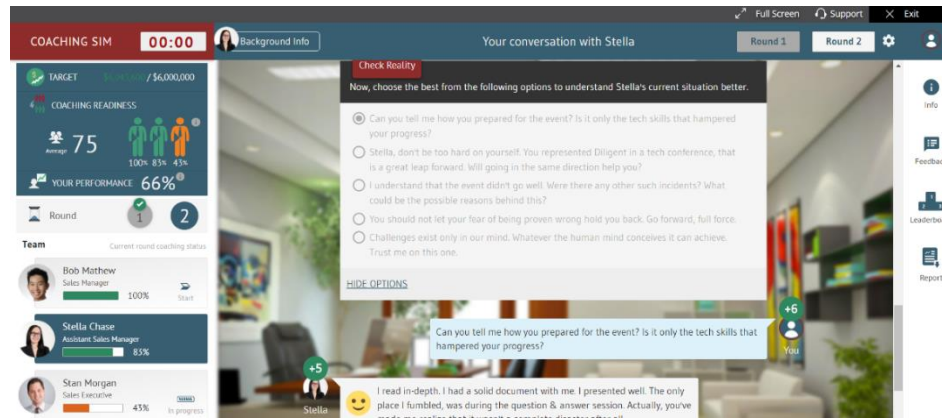 Full Screen
Support
Exit
COACHING SIM
00:00
Background Info
Your conversation with Stella
Round 1
Round 2
TARGET
/ $6,000,000
COACHING READINESS
Average
75
100% 83% 43%
YOUR PERFORMANCE 66%
Round
1
2
Team
Current round coaching status
Bob Mathew
Sales Manager
100%
Start
Stella Chase
Assistant Sales Manager
83%
Stan Morgan
Sales Executive
43%
In progress
Check Reality
Now, choose the best from the following options to understand Stella's current situation better.
Can you tell me how you prepared for the event? Is it only the tech skills that hampered
your progress?
Stella, don't be too hard on yourself. You represented Diligent in a tech conference, that
is a great leap forward. Will going in the same direction help you?
I understand that the event didn't go well. Were there any other such incidents? What
could be the possible reasons behind this?
You should not let your fear of being proven wrong hold you back. Go forward, full force.
Challenges exist only in our mind. Whatever the human mind conceives it can achieve.
Trust me on this one.
HIDE OPTIONS
+6
Can you tell me how you prepared for the event? Is it only the tech skills that
hampered your progress?
You
+5
Stella
I read in-depth. I had a solid document with me. I presented well. The only
place I fumbled, was during the question & answer session. Actually, you've
Info
Feedbac
Leaderboa
Report